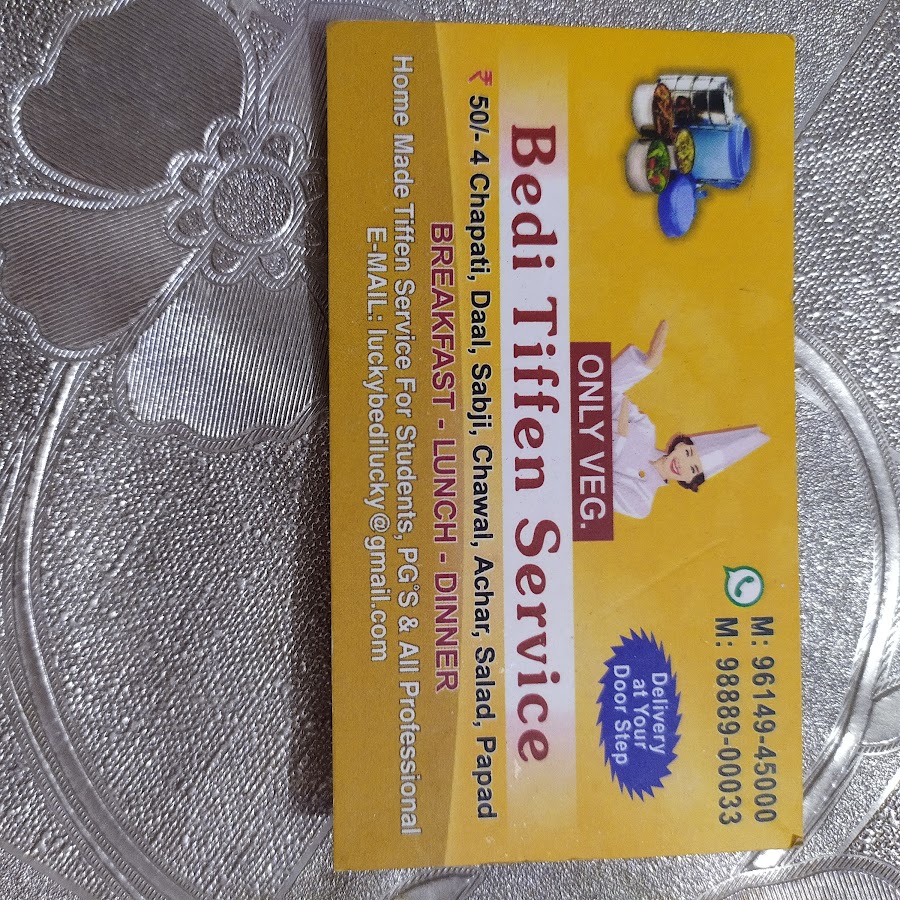 M: 96149-45000
M: 98889-00033
ONLY VEG.
Delivery
at Your
Door Step
Bedi Tiffen Service
₹ 50/- 4 Chapati, Daal, Sabji, Chawal, Achar, Salad, Papad
BREAKFAST - LUNCH - DINNER
Home Made Tiffen Service For Students, PG'S & All Professional
E-MAIL: luckybedilucky@gmail.com